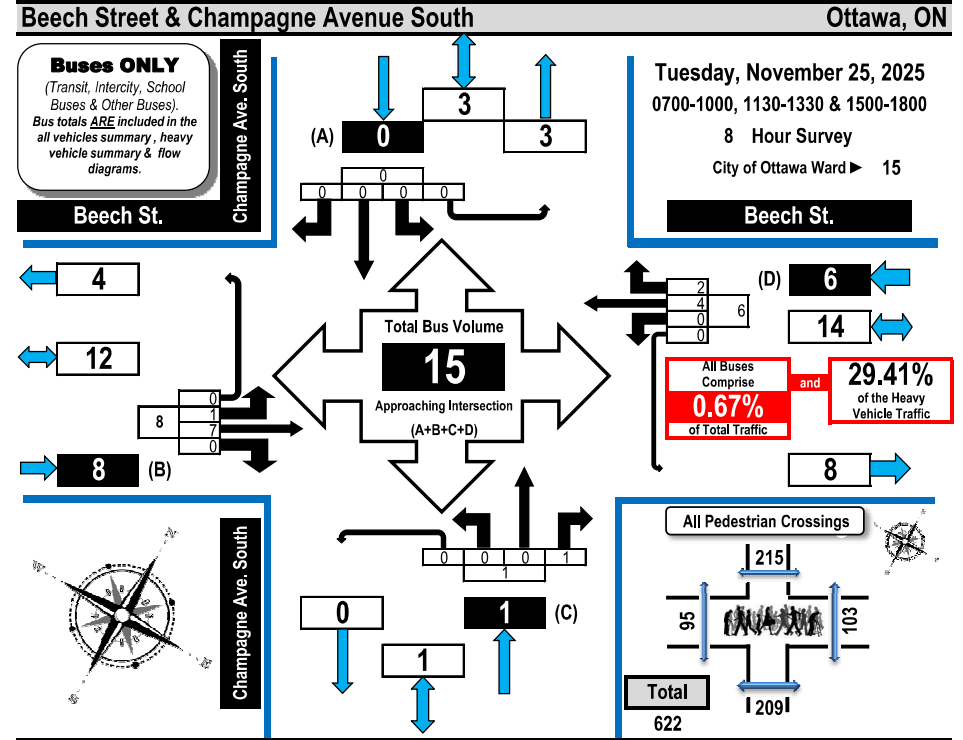 Beech Street & Champagne Avenue South
Ottawa, ON
Buses ONLY
(Transit, Intercity, School
Buses & Other Buses).
Bus totals ARE included in the
all vehicles summary , heavy
vehicle summary & flow
diagrams.
Champagne Ave. South
Beech St.
3
(A)
0
3
0
0
0
0
0
Tuesday, November 25, 2025
0700-1000, 1130-1330 & 1500-1800
8 Hour Survey
City of Ottawa Ward ► 15
Beech St.
4
12
0
1
7
0
8
8
(B)
Total Bus Volume
15
Approaching Intersection
(A+B+C+D)
(D)
6
2
4
0
0
6
14
All Buses
Comprise
0.67%
of Total Traffic
and
29.41%
of the Heavy
Vehicle Traffic
8
N
W
E
S
Champagne Ave. South
0
0
0
1
1
0
1
(C)
1
All Pedestrian Crossings
215
95
103
209
Total
622